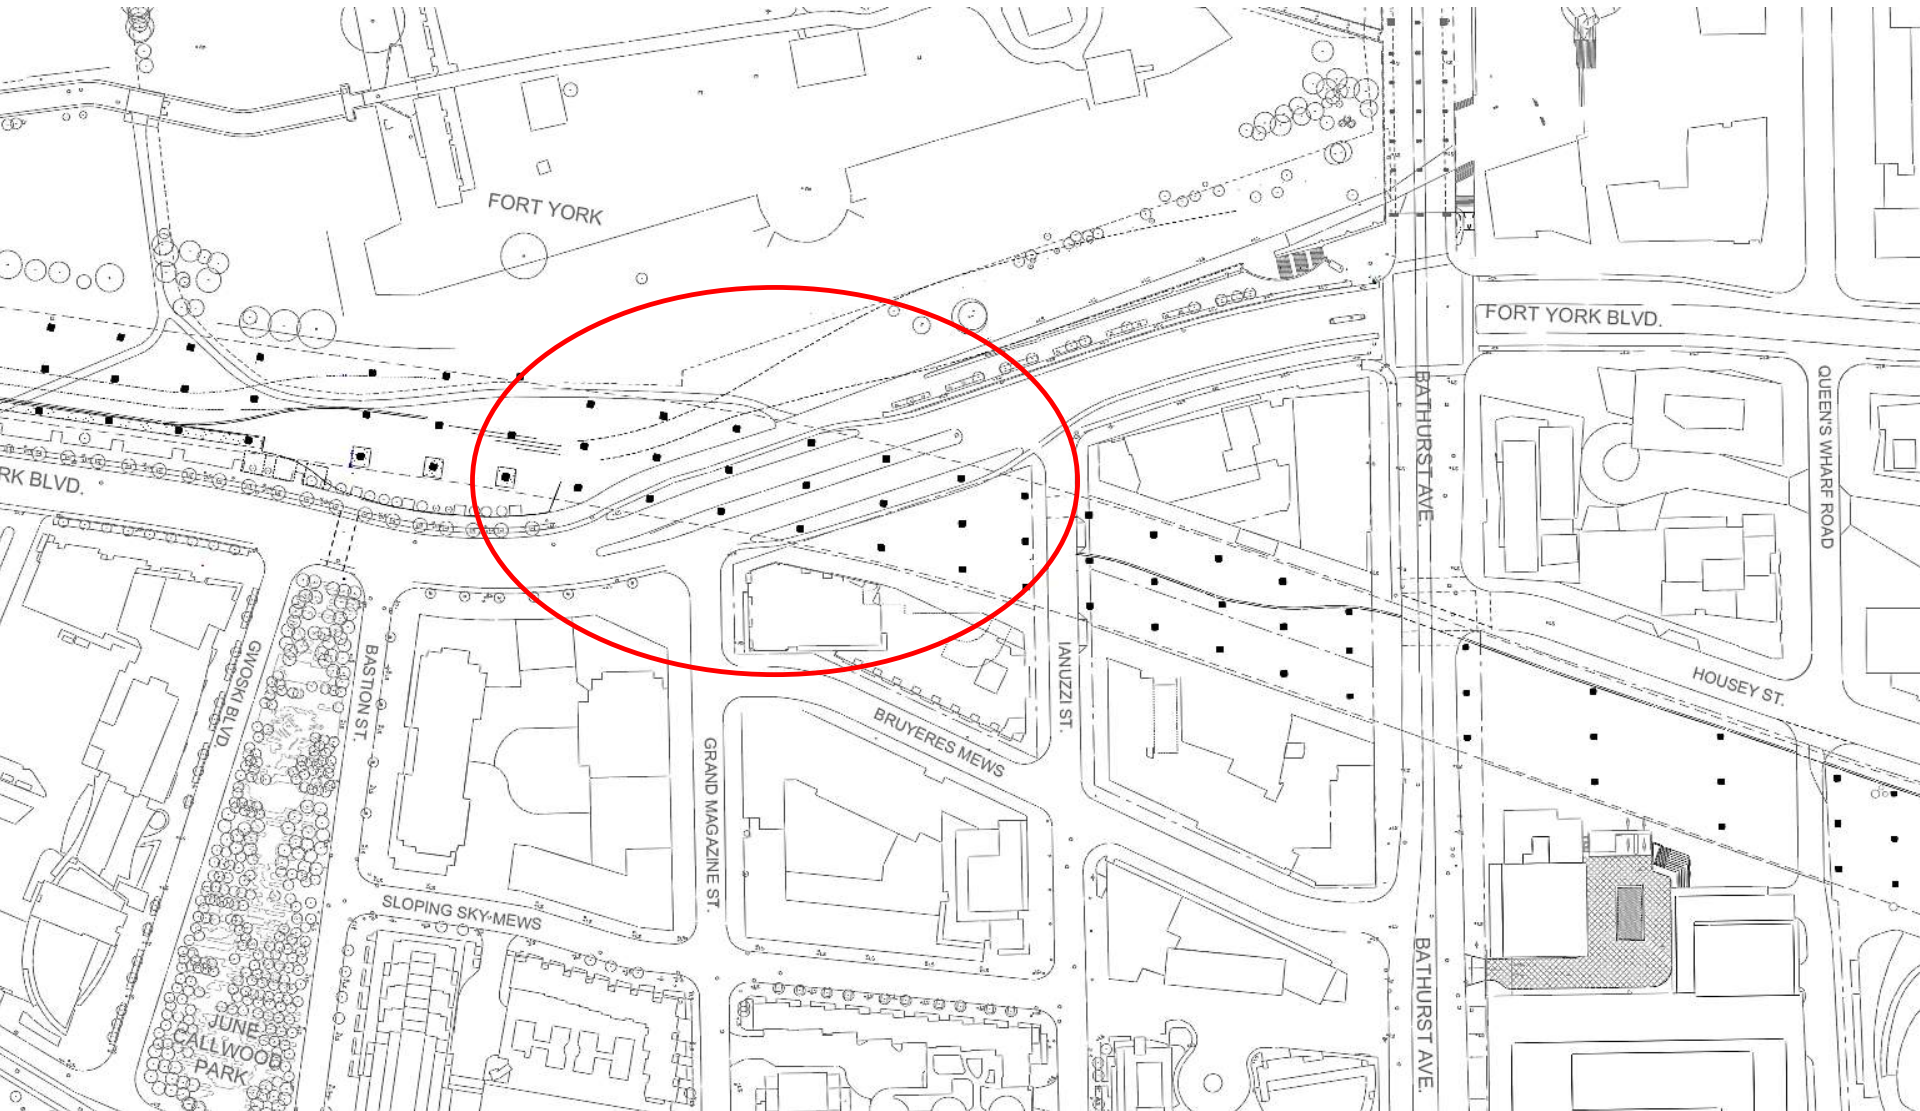 FORT YORK
FORT YORK BLVD.
RK BLVD.
BATHURST AVE.
QUEEN'S WHARF ROAD
GWOSKI BLVD.
BASTION ST.
IANUZZI ST.
HOUSEY ST.
BRUYERES MEWS
GRAND MAGAZINE ST.
SLOPING SKY MEWS
BATHURST AVE.
JUNE
CALLWOOD
PARK